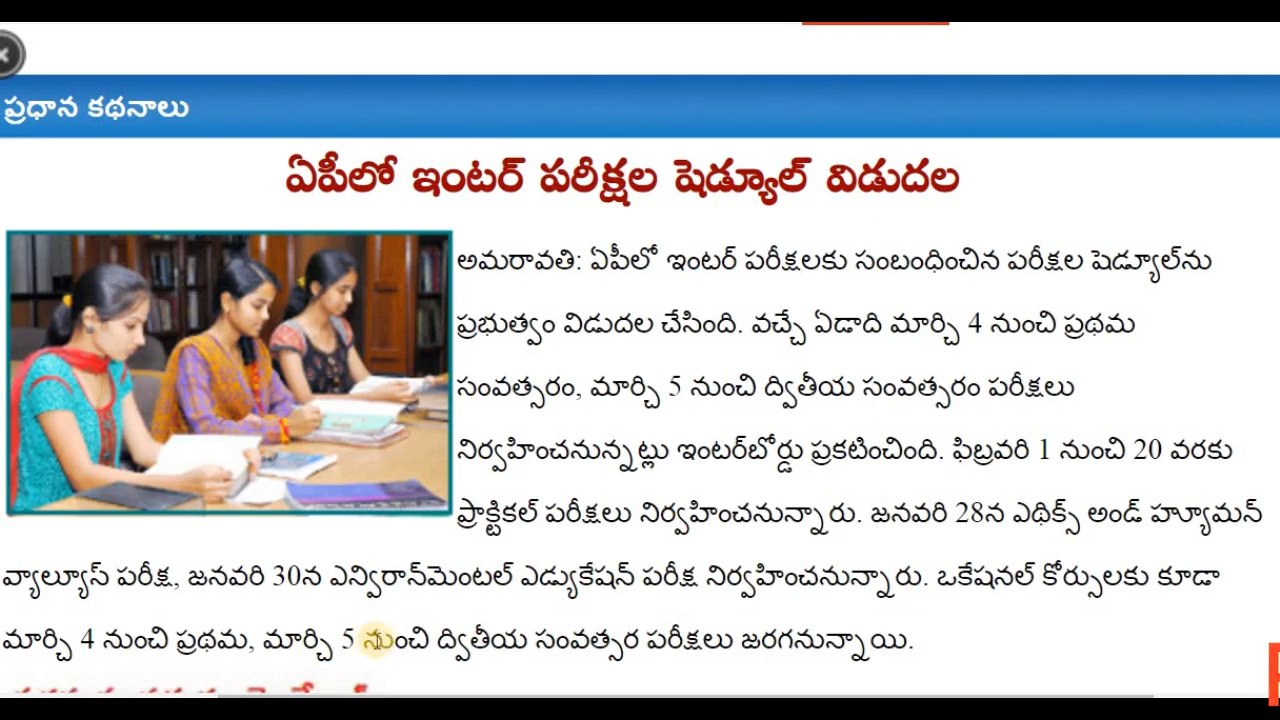 ప్రధాన కథనాలు
ఏపీలో ఇంటర్ పరీక్షల షెడ్యూల్ విడుదల
అమరావతి: ఏపీలో ఇంటర్ పరీక్షలకు సంబంధించిన పరీక్షల షెడ్యూల్‌ను
ప్రభుత్వం విడుదల చేసింది. వచ్చే ఏడాది మార్చి 4 నుంచి ప్రథమ
సంవత్సరం, మార్చి 5 నుంచి ద్వితీయ సంవత్సరం పరీక్షలు
నిర్వహించనున్నట్లు ఇంటర్‌బోర్డు ప్రకటించింది. ఫిబ్రవరి 1 నుంచి 20 వరకు
ప్రాక్టికల్ పరీక్షలు నిర్వహించనున్నారు. జనవరి 28న ఎథిక్స్ అండ్ హ్యూమన్
వ్యాల్యూస్ పరీక్ష, జనవరి 30న ఎన్విరాన్‌మెంటల్ ఎడ్యుకేషన్ పరీక్ష నిర్వహించనున్నారు. ఒకేషనల్ కోర్సులకు కూడా
మార్చి 4 నుంచి ప్రథమ, మార్చి 5 నుంచి ద్వితీయ సంవత్సర పరీక్షలు జరగనున్నాయి.